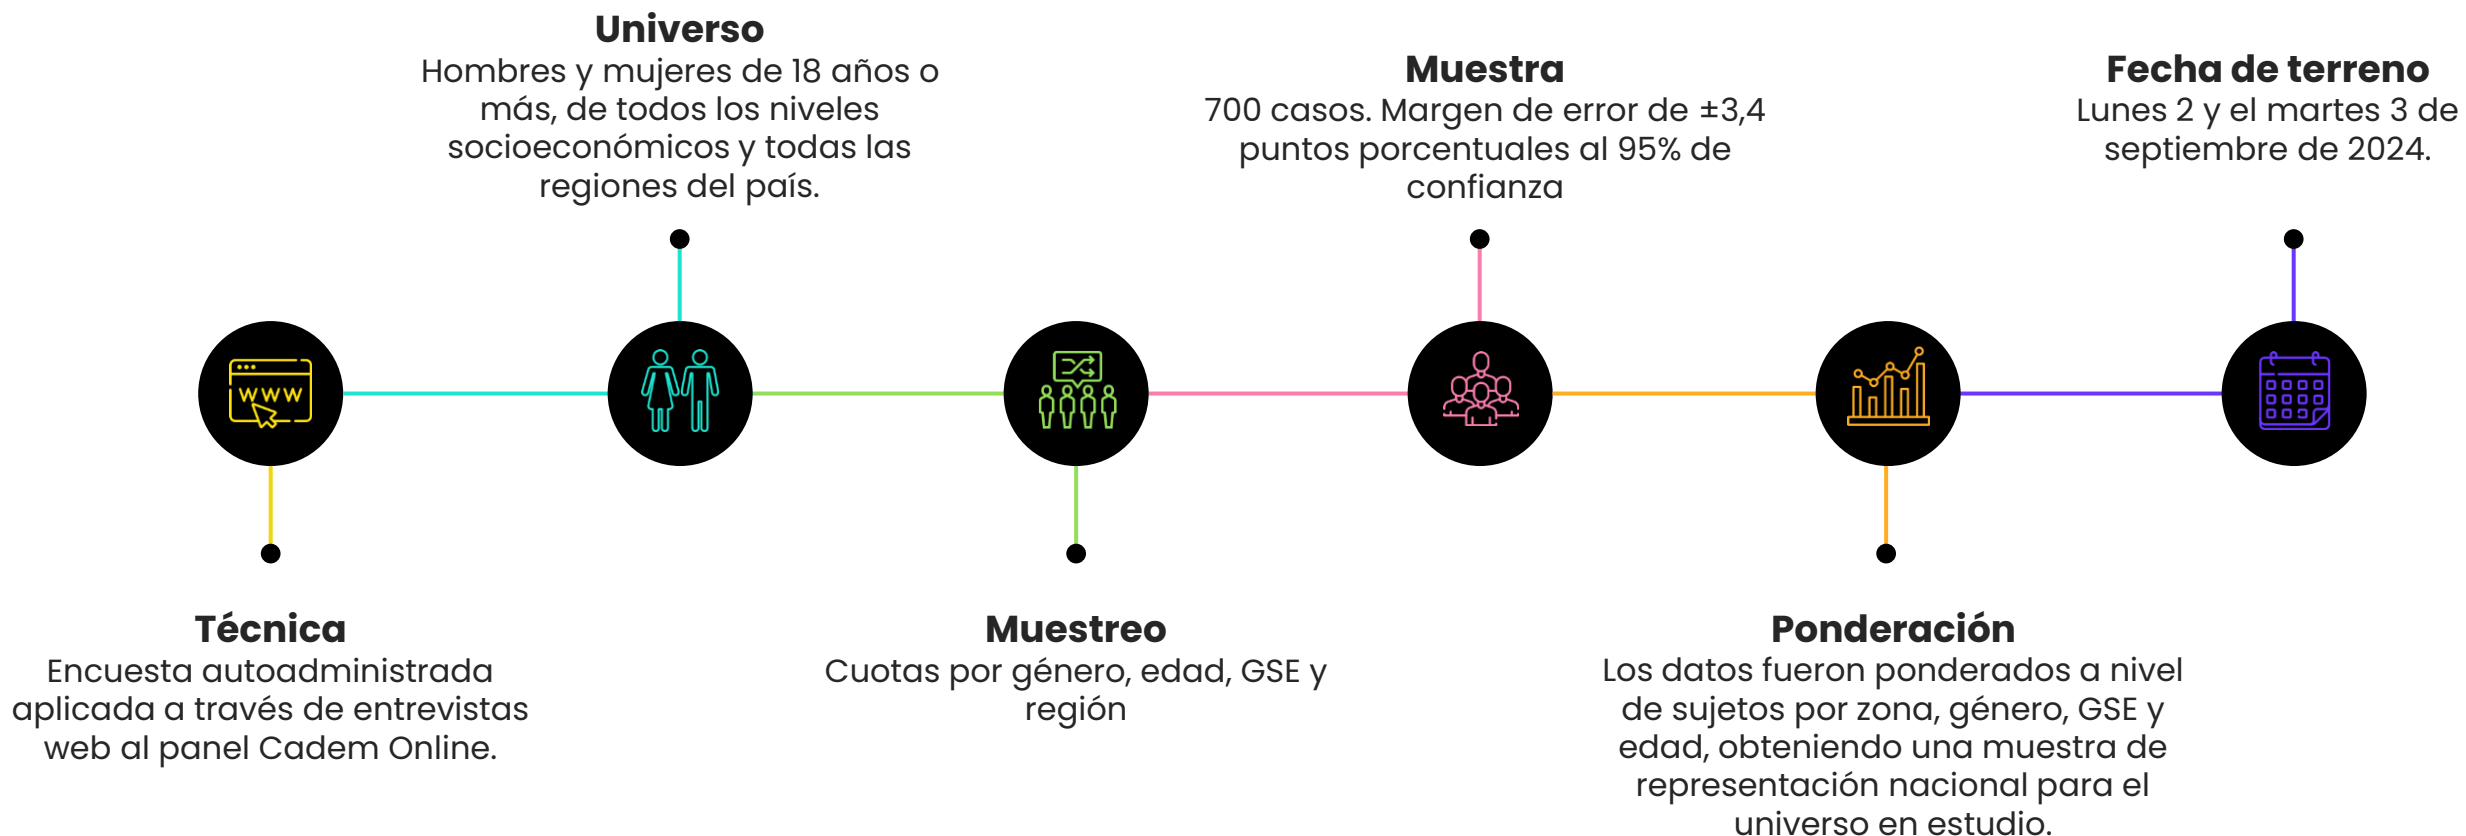 Universo
Hombres y mujeres de 18 años o
más, de todos los niveles
socioeconómicos y todas las
regiones del país.
Muestra
700 casos. Margen de error de ±3,4
puntos porcentuales al 95% de
confianza
Fecha de terreno
Lunes 2 y el martes 3 de
septiembre de 2024.
WWW
Técnica
Encuesta autoadministrada
aplicada a través de entrevistas
web al panel Cadem Online.
Muestreo
Cuotas por género, edad, GSE y
región
Ponderación
Los datos fueron ponderados a nivel
de sujetos por zona, género, GSE y
edad, obteniendo una muestra de
representación nacional para el
universo en estudio.